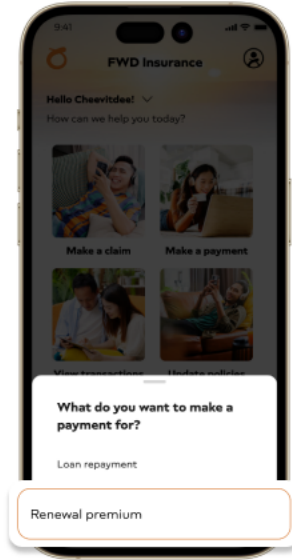 9:41
FWD Insurance
Hello Cheevitdee!
How can we help you today?
Make a claim
Make a payment
View transactions
Update policies
What do you want to make a
payment for?
Loan repayment
Renewal premium